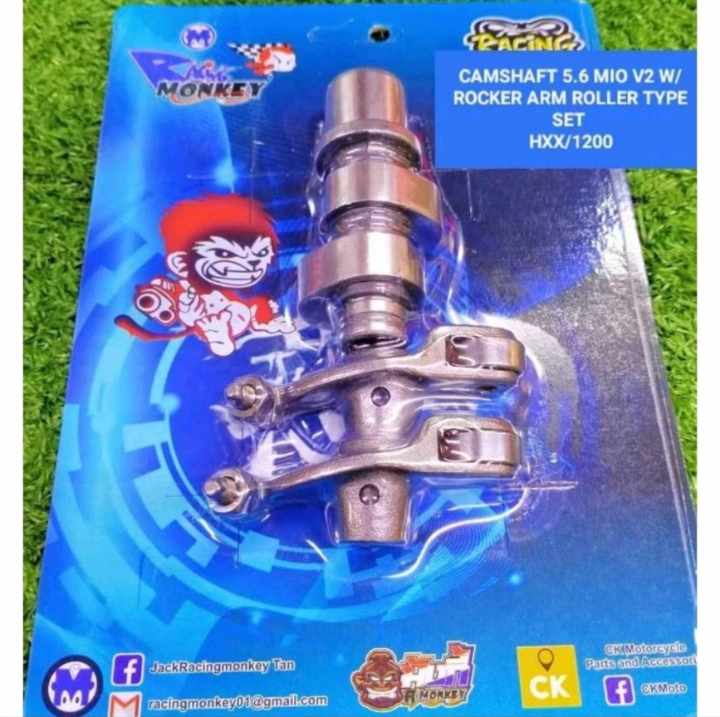 M
RACING
CAMSHAFT 5.6 MIO V2 W/
ROCKER ARM ROLLER TYPE
SET
HXX/1200
MONKEY
CK Motorcycle
Parts and Accessori
JackRacingmonkey Tan
racingmonkey01@gmail.com
MONKEY
CK
CKMoto